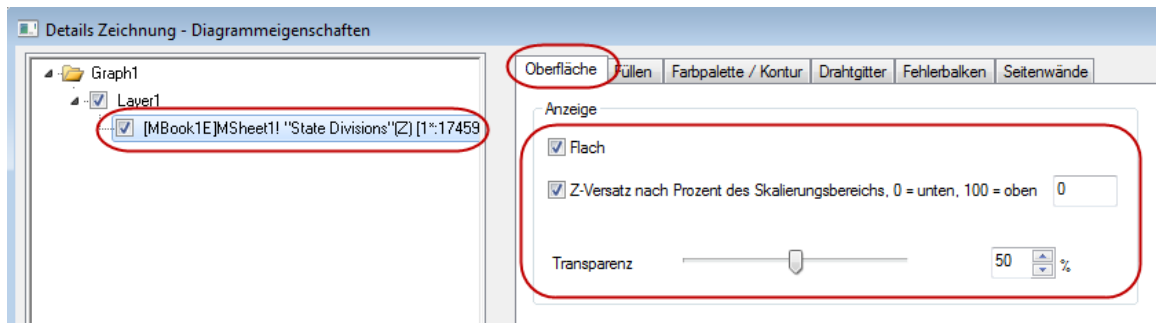 Details Zeichnung - Diagrammeigenschaften
Graph1
Layer1
[MBook1E]MSheet1! "State Divisions"(Z) [1*:17459
Oberfläche Füllen Farbpalette / Kontur Drahtgitter Fehlerbalken Seitenwände
Anzeige
Flach
Z-Versatz nach Prozent des Skalierungsbereichs, 0 = unten, 100 = oben 0
Transparenz 50 %